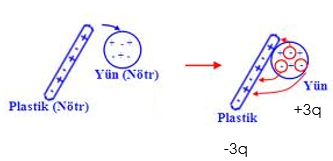 Yün (Nötr)
Plastik (Nötr)
Yün
+3q
Plastik
-3q